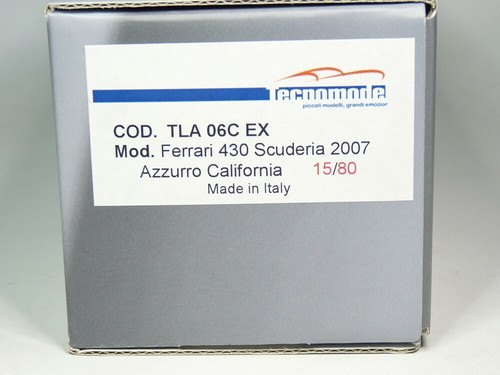 Tecnomodel
piccoli modelli, grandi emozioni
COD. TLA 06C EX
Mod. Ferrari 430 Scuderia 2007
Azzurro California 15/80
Made in Italy